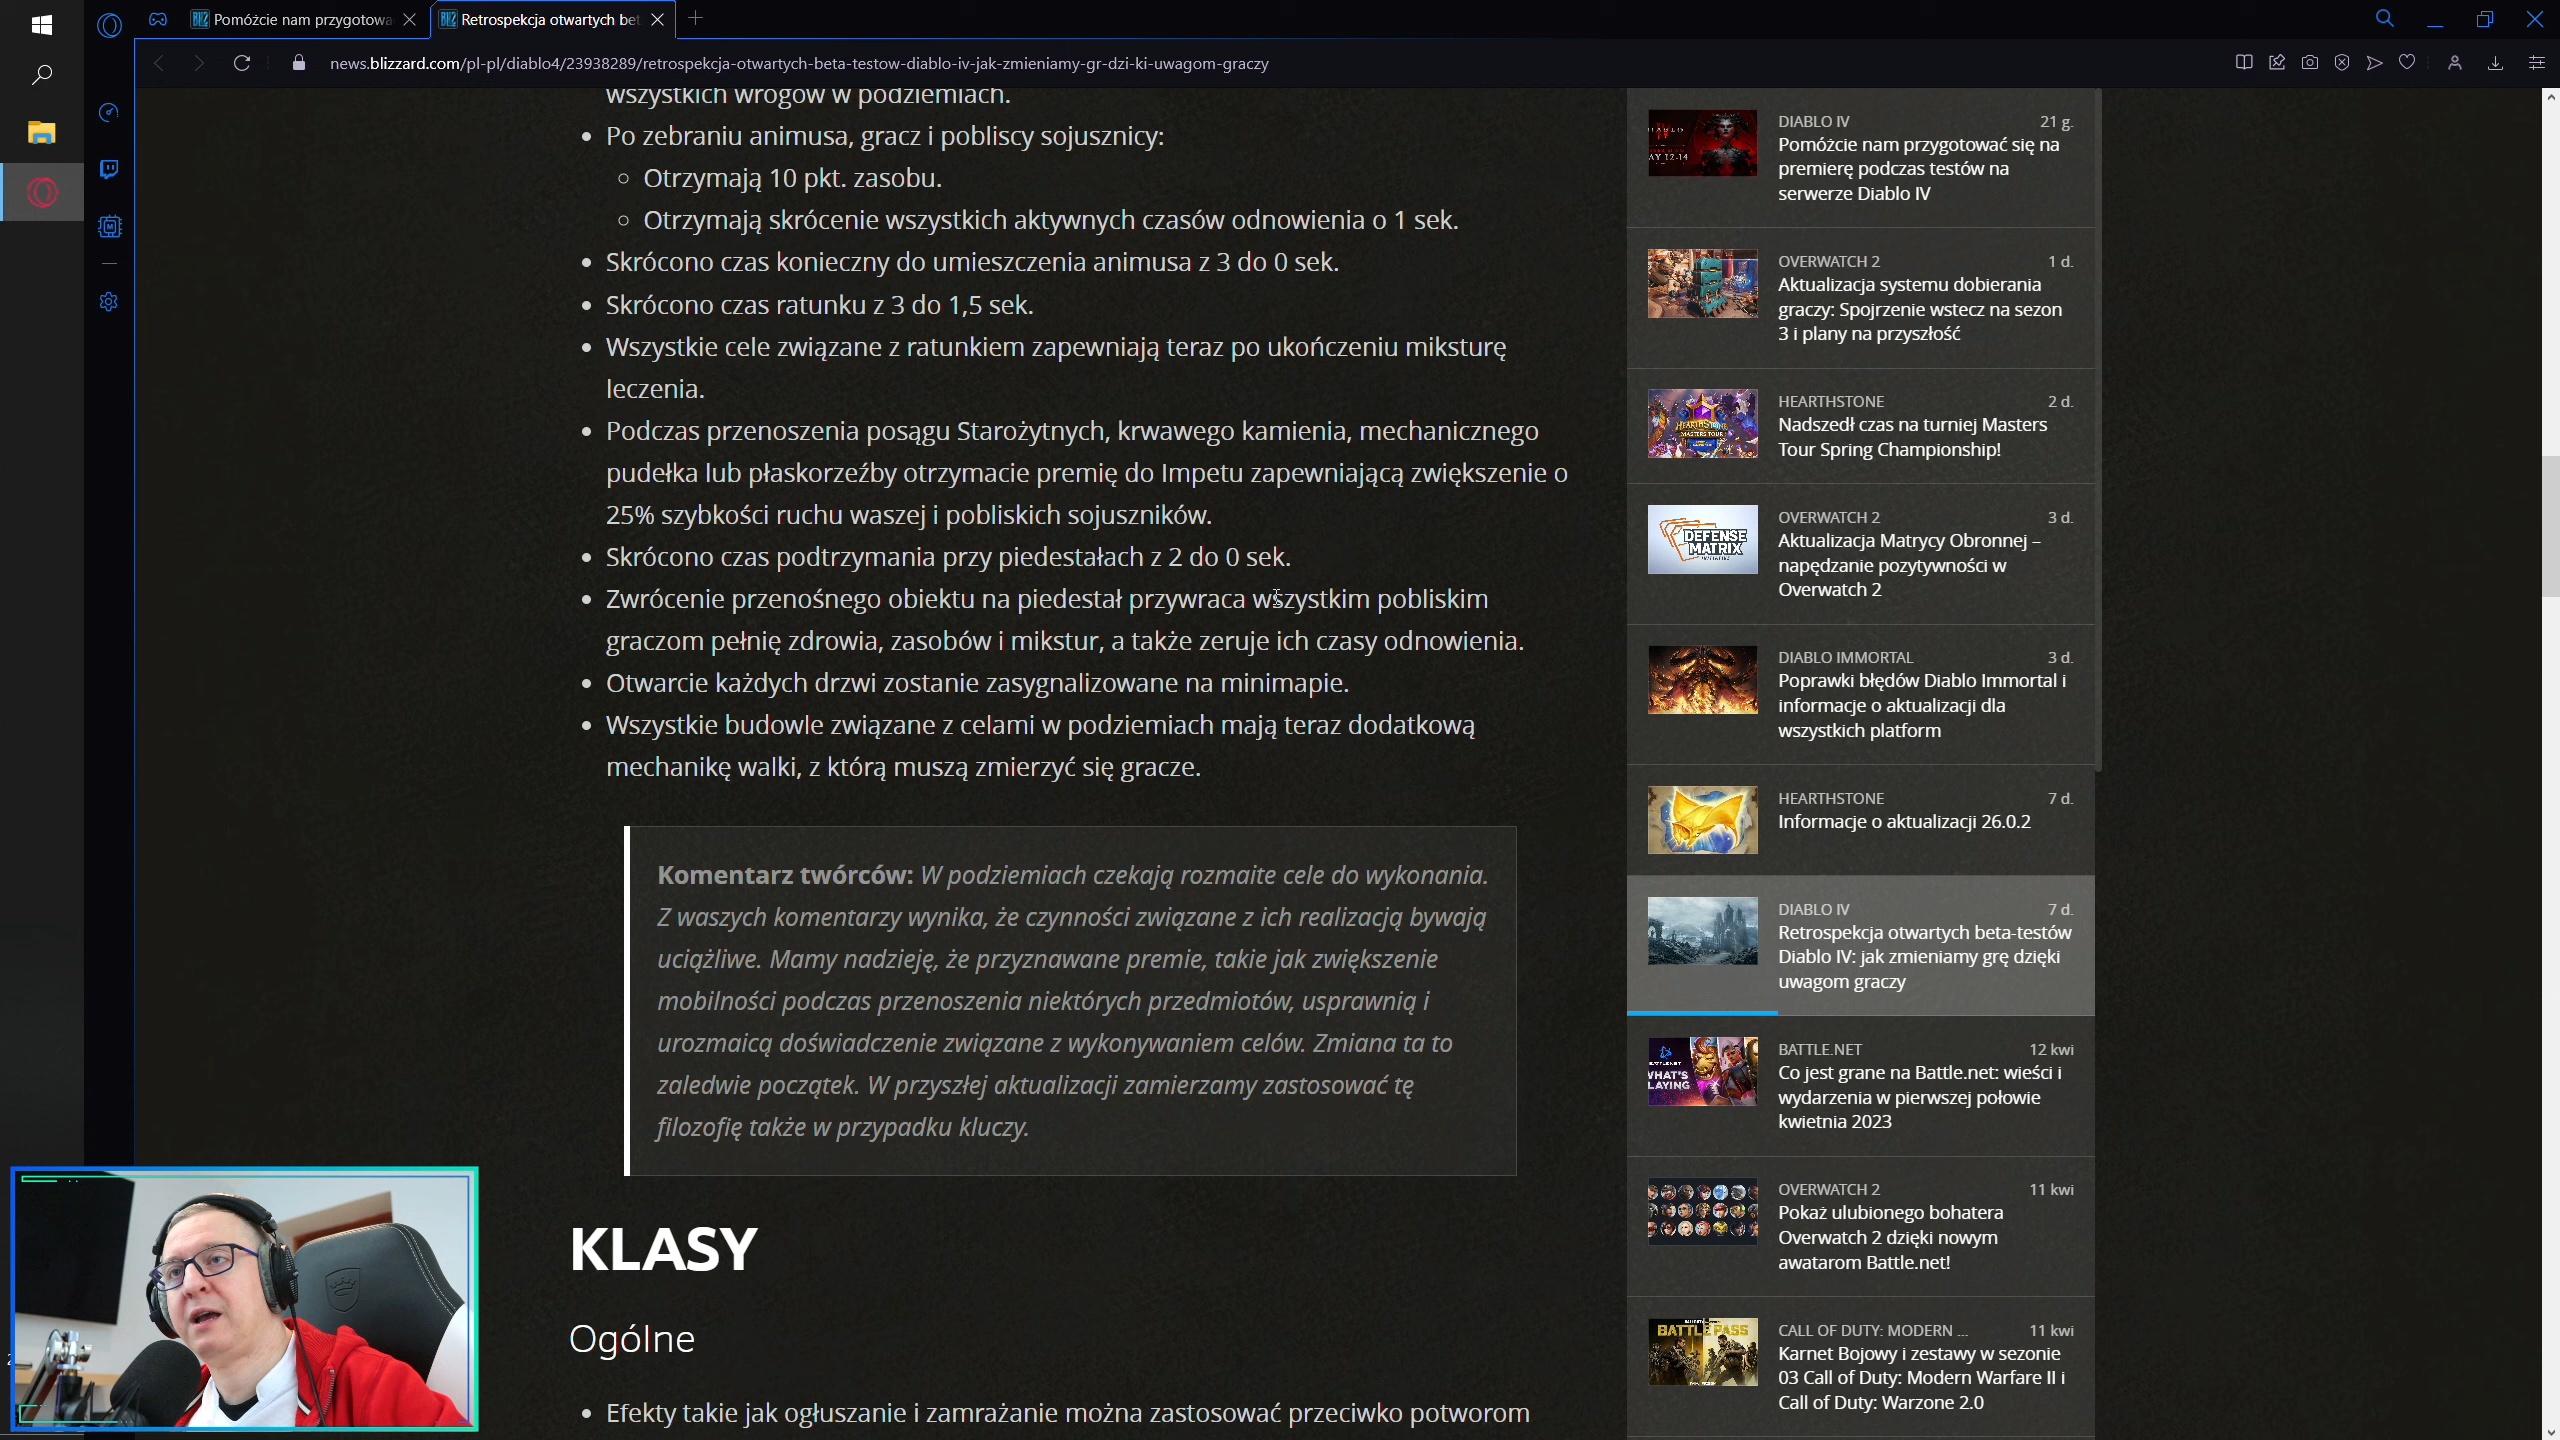 Pomóżcie nam przygotowa
Retrospekcja otwartych bet
news.blizzard.com/pl-pl/diablo4/23938289/retrospekcja-otwartych-beta-testow-diablo-iv-jak-zmieniamy-gr-dzi-ki-uwagom-graczy
wszystkich wrogów w podziemiach.
Po zebraniu animusa, gracz i pobliscy sojusznicy:
Otrzymają 10 pkt. zasobu.
Otrzymają skrócenie wszystkich aktywnych czasów odnowienia o 1 sek.
Skrócono czas konieczny do umieszczenia animusa z 3 do 0 sek.
Skrócono czas ratunku z 3 do 1,5 sek.
Wszystkie cele związane z ratunkiem zapewniają teraz po ukończeniu miksturę
leczenia.
Podczas przenoszenia posągu Starożytnych, krwawego kamienia, mechanicznego
pudełka lub płaskorzeźby otrzymacie premię do Impetu zapewniającą zwiększenie o
25% szybkości ruchu waszej i pobliskich sojuszników.
Skrócono czas podtrzymania przy piedestałach z 2 do 0 sek.
Zwrócenie przenośnego obiektu na piedestał przywraca wszystkim pobliskim
graczom pełnię zdrowia, zasobów i mikstur, a także zeruje ich czasy odnowienia.
Otwarcie każdych drzwi zostanie zasygnalizowane na minimapie.
Wszystkie budowle związane z celami w podziemiach mają teraz dodatkową
mechanikę walki, z którą muszą zmierzyć się gracze.
Komentarz twórców: W podziemiach czekają rozmaite cele do wykonania.
Z waszych komentarzy wynika, że czynności związane z ich realizacją bywają
uciążliwe. Mamy nadzieję, że przyznawane premie, takie jak zwiększenie
mobilności podczas przenoszenia niektórych przedmiotów, usprawnią i
urozmaicą doświadczenie związane z wykonywaniem celów. Zmiana ta to
zaledwie początek. W przyszłej aktualizacji zamierzamy zastosować tę
filozofię także w przypadku kluczy.
KLASY
Ogólne
Efekty takie jak ogłuszanie i zamrażanie można zastosować przeciwko potworom
DIABLO IV 21 g.
Pomóżcie nam przygotować się na
premierę podczas testów na
serwerze Diablo IV
OVERWATCH 2 1 d.
Aktualizacja systemu dobierania
graczy: Spojrzenie wstecz na sezon
3 i plany na przyszłość
HEARTHSTONE 2 d.
Nadszedł czas na turniej Masters
Tour Spring Championship!
DEFENSE
MATRIX
OVERWATCH 2 3 d.
Aktualizacja Matrycy Obronnej –
napędzanie pozytywności w
Overwatch 2
DIABLO IMMORTAL 3 d.
Poprawki błędów Diablo Immortal i
informacje o aktualizacji dla
wszystkich platform
HEARTHSTONE 7 d.
Informacje o aktualizacji 26.0.2
DIABLO IV 7 d.
Retrospekcja otwartych beta-testów
Diablo IV: jak zmieniamy grę dzięki
uwagom graczy
BATTLE.NET 12 kwi
Co jest grane na Battle.net: wieści i
wydarzenia w pierwszej połowie
kwietnia 2023
OVERWATCH 2 11 kwi
Pokaż ulubionego bohatera
Overwatch 2 dzięki nowym
awatarom Battle.net!
BATTLE PASS
CALL OF DUTY: MODERN ... 11 kwi
Karnet Bojowy i zestawy w sezonie
03 Call of Duty: Modern Warfare II i
Call of Duty: Warzone 2.0